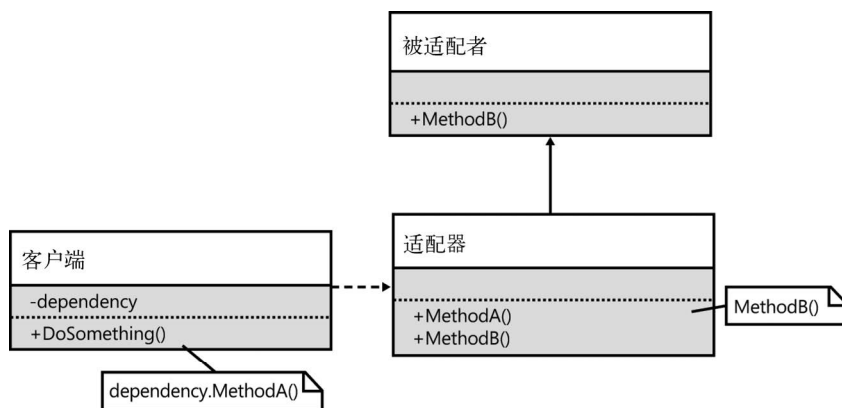 被适配者
+MethodB()
适配器
+MethodA()
+MethodB()
MethodB()
客户端
-dependency
+DoSomething()
dependency.MethodA()